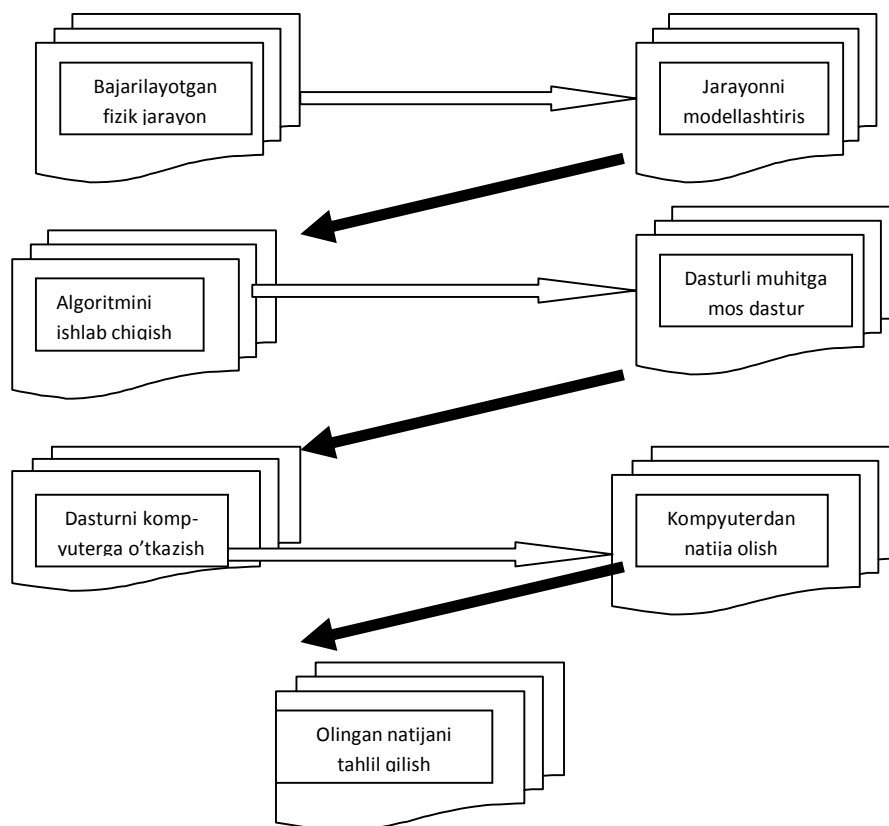 Bajarilayotgan
fizik jarayon
Jarayonni
modellashtiris
Algoritmini
ishlab chiqish
Dasturli muhitga
mos dastur
Dasturni komp-
yuterga o’tkazish
Kompyuterdan
natija olish
Olingan natijani
tahlil qilish